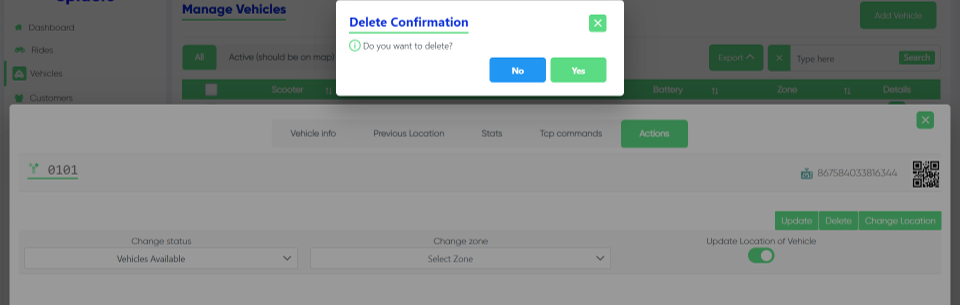 Manage Vehicles
Add Vehicle
Dashboard
Rides
Vehicles
Customers
Delete Confirmation
Do you want to delete?
No
Yes
All
Active (should be on map)
Export
Type here
Search
Scooter
Battery
Zone
Details
Vehicle info
Previous Location
Stats
Tcp commands
Actions
0101
867584033816344
Update
Delete
Change Location
Change status
Change zone
Update Location of Vehicle
Vehicles Available
Select Zone